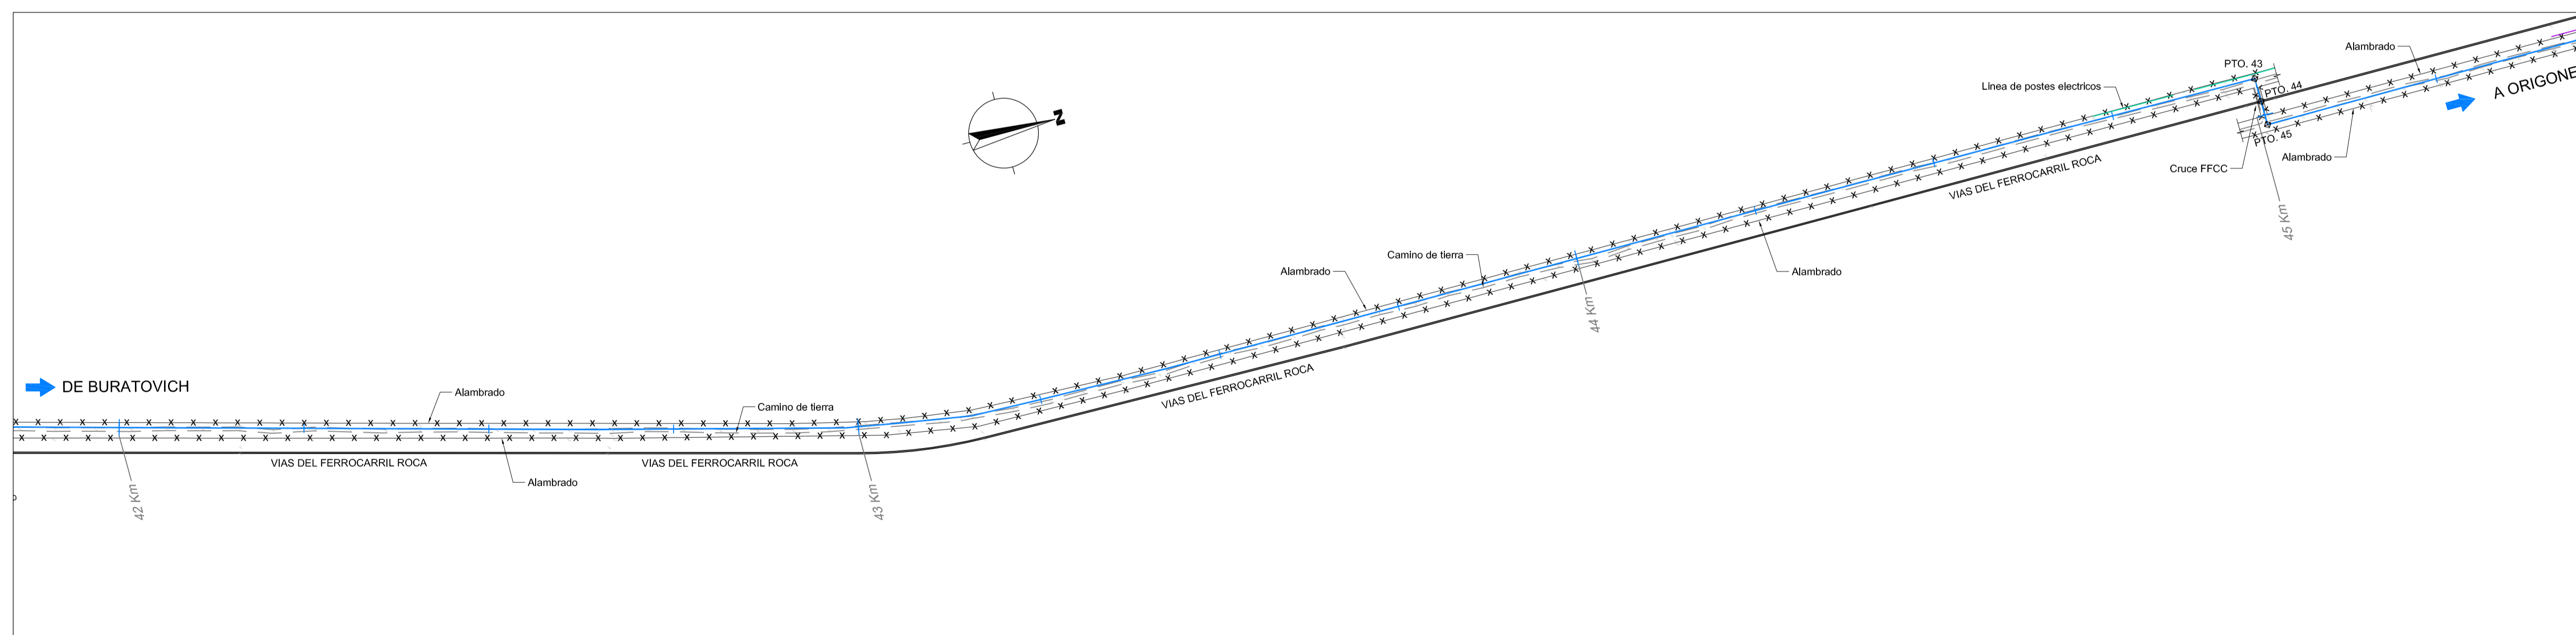 Alambrado
PTO. 43
Línea de postes electricos
PTO. 44
A ORIGONE
PTO. 45
Alambrado
Cruce FFCC
VIAS DEL FERROCARRIL ROCA
45 Km
N
Camino de tierra
Alambrado
Alambrado
44 Km
VIAS DEL FERROCARRIL ROCA
DE BURATOVICH
Alambrado
Camino de tierra
VIAS DEL FERROCARRIL ROCA
VIAS DEL FERROCARRIL ROCA
Alambrado
42 Km
43 Km